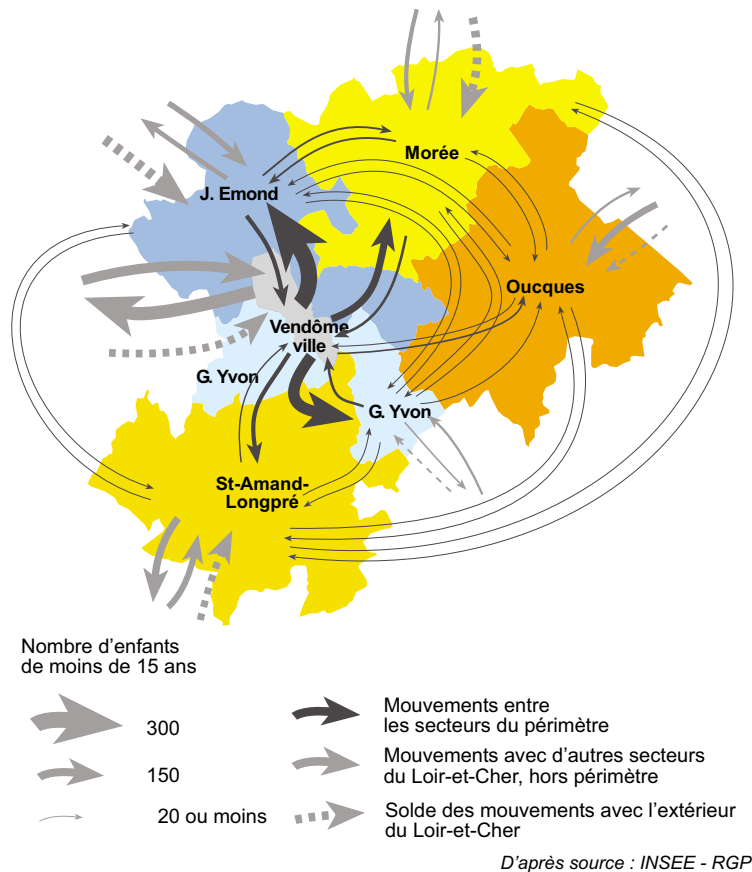 Morée
J. Emond
Oucques
Vendôme
ville
G. Yvon
G. Yvon
St-Amand-
Longpré
Nombre d'enfants
de moins de 15 ans
300
150
20 ou moins
Mouvements entre
les secteurs du périmètre
Mouvements avec d'autres secteurs
du Loir-et-Cher, hors périmètre
Solde des mouvements avec l'extérieur
du Loir-et-Cher
D'après source : INSEE - RGP